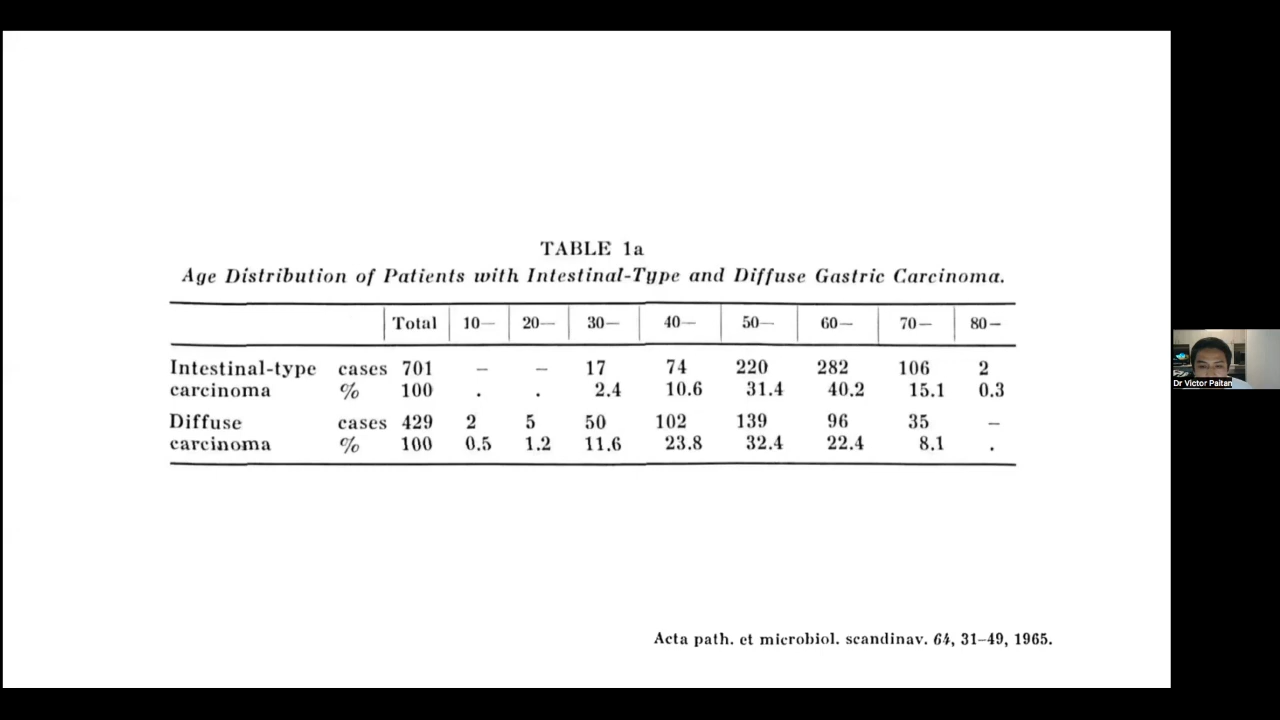 TABLE 1a
Age Distribution of Patients with Intestinal-Type and Diffuse Gastric Carcinoma.
Total 10— 20— 30— 40— 50— 60— 70— 80—
Intestinal-type cases 701 – – 17 74 220 282 106 2
carcinoma % 100 . . 2.4 10.6 31.4 40.2 15.1 0.3
Diffuse cases 429 2 5 50 102 139 96 35 –
carcinoma % 100 0.5 1.2 11.6 23.8 32.4 22.4 8.1 .
Dr Victor Paitan
Acta path. et microbiol. scandinav. 64, 31–49, 1965.